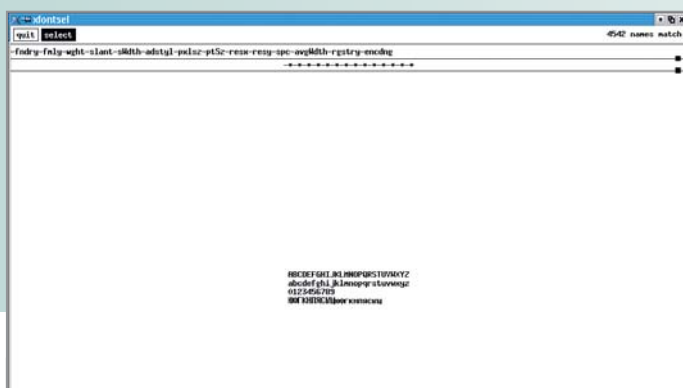 xfontsel
quit select 4542 names match
-fndry-fmly-wght-slant-sWdth-adstyl-pxlsz-ptSz-resx-resy-spc-avgWdth-rgstry-encdng
-*-*-*-*-*-*-*-*-*-*-*-*-*-*
ABCDEFGHIJKLMNOPQRSTUVWXYZ
abcdefghijklmnopqrstuvwxyz
0123456789